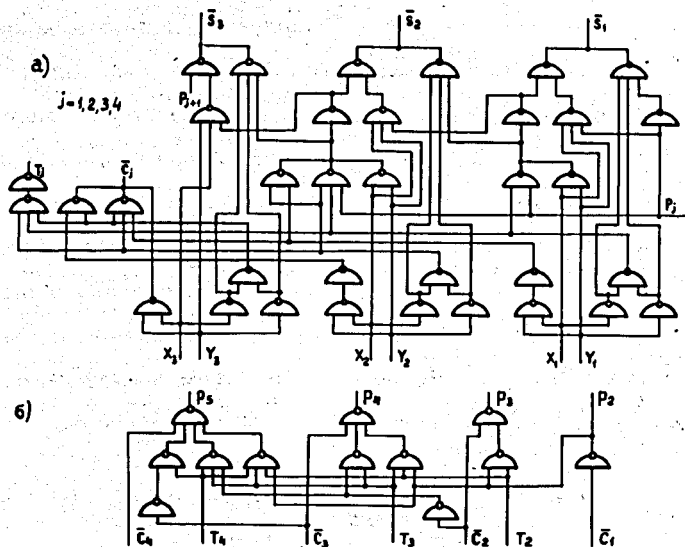 S̅₃ S̅₂ S̅₁
а)
Pⱼ₊₁
j=1,2,3,4
Tⱼ C̅ⱼ
Pⱼ
X₃ Y₃ X₂ Y₂ X₁ Y₁
б)
P₅ P₄ P₃ P₂
C̅₄ T₄ C̅₃ T₃ C̅₂ T₂ C̅₁